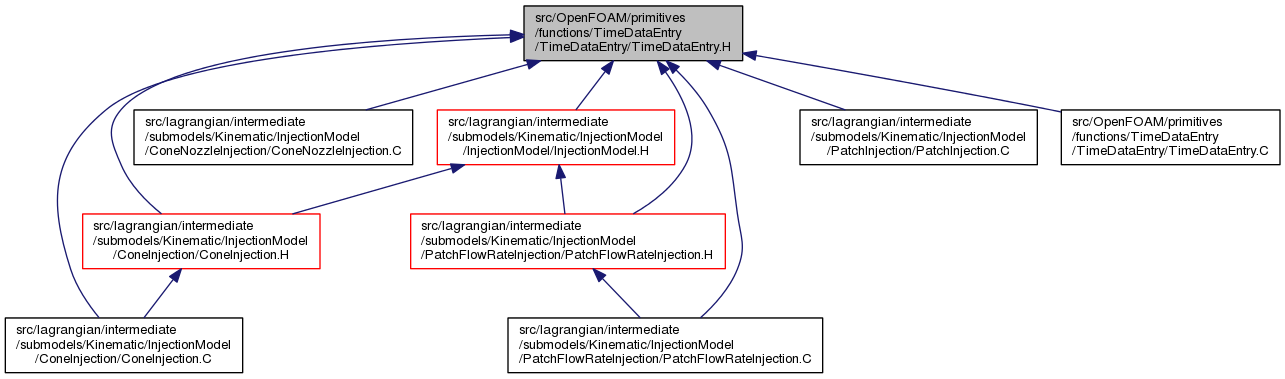 src/OpenFOAM/primitives
/functions/TimeDataEntry
/TimeDataEntry/TimeDataEntry.H
src/lagrangian/intermediate
/submodels/Kinematic/InjectionModel
/ConeNozzleInjection/ConeNozzleInjection.C
src/lagrangian/intermediate
/submodels/Kinematic/InjectionModel
/InjectionModel/InjectionModel.H
src/lagrangian/intermediate
/submodels/Kinematic/InjectionModel
/PatchInjection/PatchInjection.C
src/OpenFOAM/primitives
/functions/TimeDataEntry
/TimeDataEntry/TimeDataEntry.C
src/lagrangian/intermediate
/submodels/Kinematic/InjectionModel
/ConeInjection/ConeInjection.H
src/lagrangian/intermediate
/submodels/Kinematic/InjectionModel
/PatchFlowRateInjection/PatchFlowRateInjection.H
src/lagrangian/intermediate
/submodels/Kinematic/InjectionModel
/ConeInjection/ConeInjection.C
src/lagrangian/intermediate
/submodels/Kinematic/InjectionModel
/PatchFlowRateInjection/PatchFlowRateInjection.C